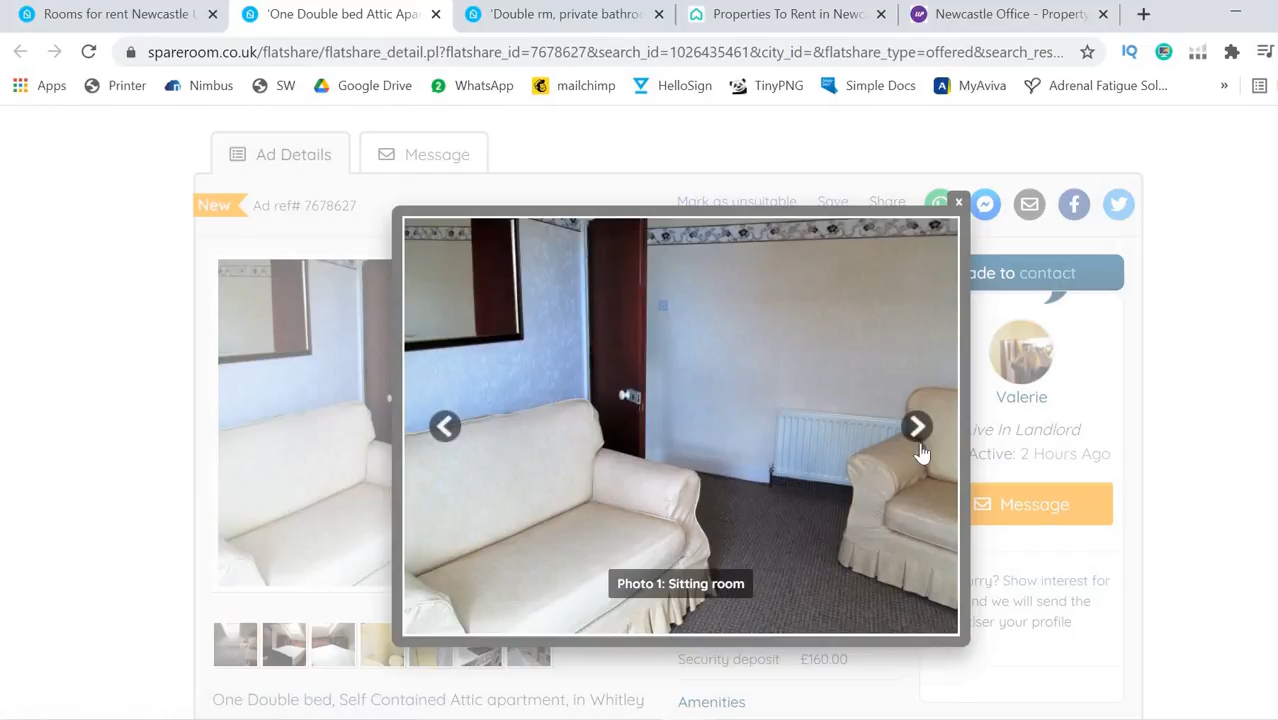 Rooms for rent Newcastle U
'One Double bed Attic Apar
'Double rm, private bathroo
Properties To Rent in Newc
Newcastle Office - Property
spareroom.co.uk/flatshare/flatshare_detail.pl?flatshare_id=7678627&search_id=1026435461&city_id=&flatshare_type=offered&search_res...
Apps
Printer
Nimbus
SW
Google Drive
WhatsApp
mailchimp
HelloSign
TinyPNG
Simple Docs
MyAviva
Adrenal Fatigue Sol...
Ad Details
Message
New
Ad ref# 7678627
Mark as unsuitable
Save
Share
x
ade to contact
Valerie
ive In Landlord
Active: 2 Hours Ago
Message
Photo 1: Sitting room
urry? Show interest for
nd we will send the
iser your profile
Security deposit £160.00
One Double bed, Self Contained Attic apartment, in Whitley
Amenities